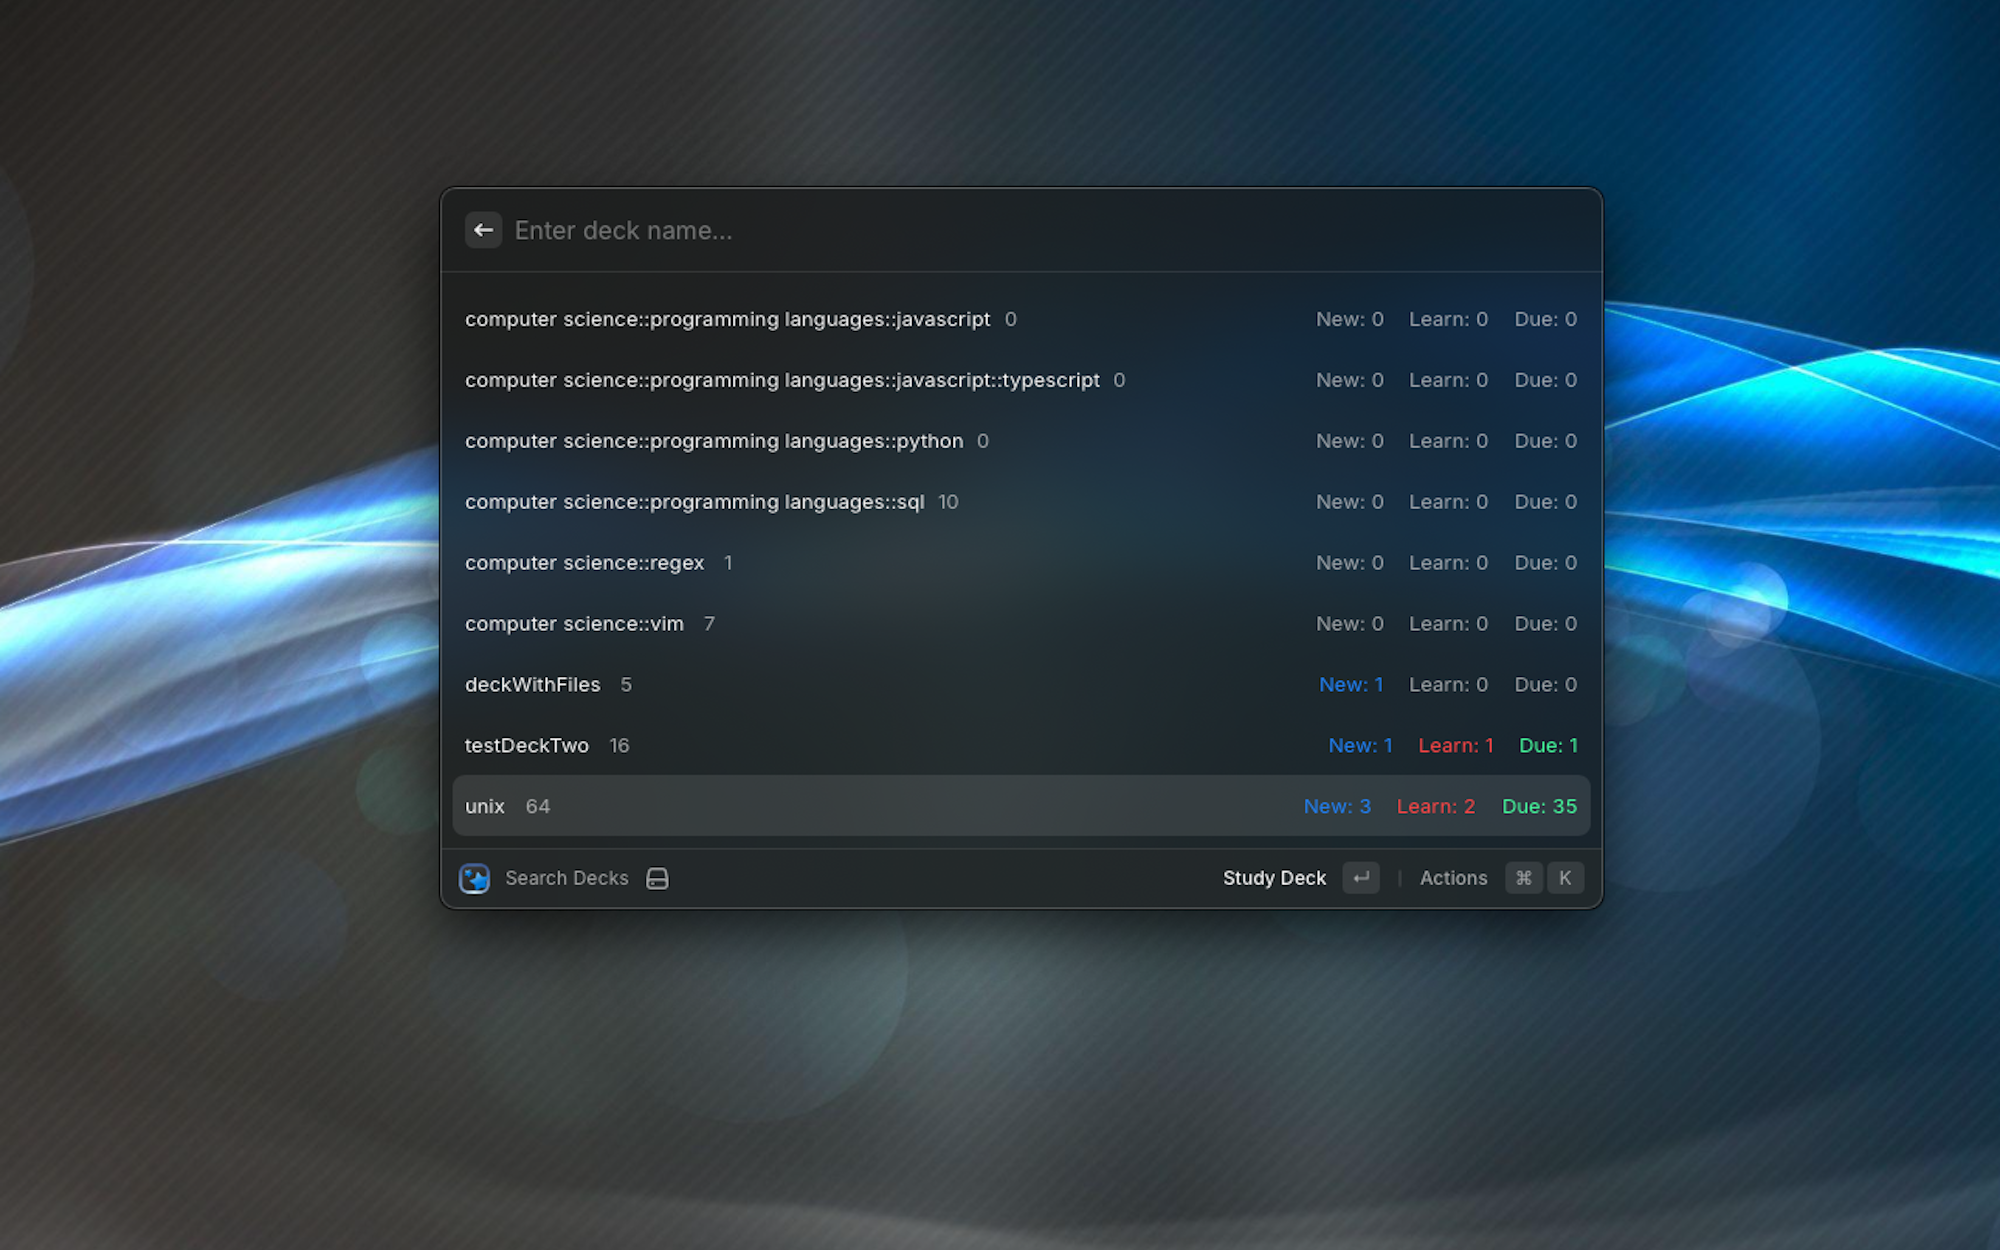 Enter deck name...
computer science::programming languages::javascript 0 New: 0 Learn: 0 Due: 0
computer science::programming languages::javascript::typescript 0 New: 0 Learn: 0 Due: 0
computer science::programming languages::python 0 New: 0 Learn: 0 Due: 0
computer science::programming languages::sql 10 New: 0 Learn: 0 Due: 0
computer science::regex 1 New: 0 Learn: 0 Due: 0
computer science::vim 7 New: 0 Learn: 0 Due: 0
deckWithFiles 5 New: 1 Learn: 0 Due: 0
testDeckTwo 16 New: 1 Learn: 1 Due: 1
unix 64 New: 3 Learn: 2 Due: 35
Search Decks Study Deck ↵ | Actions ⌘ K